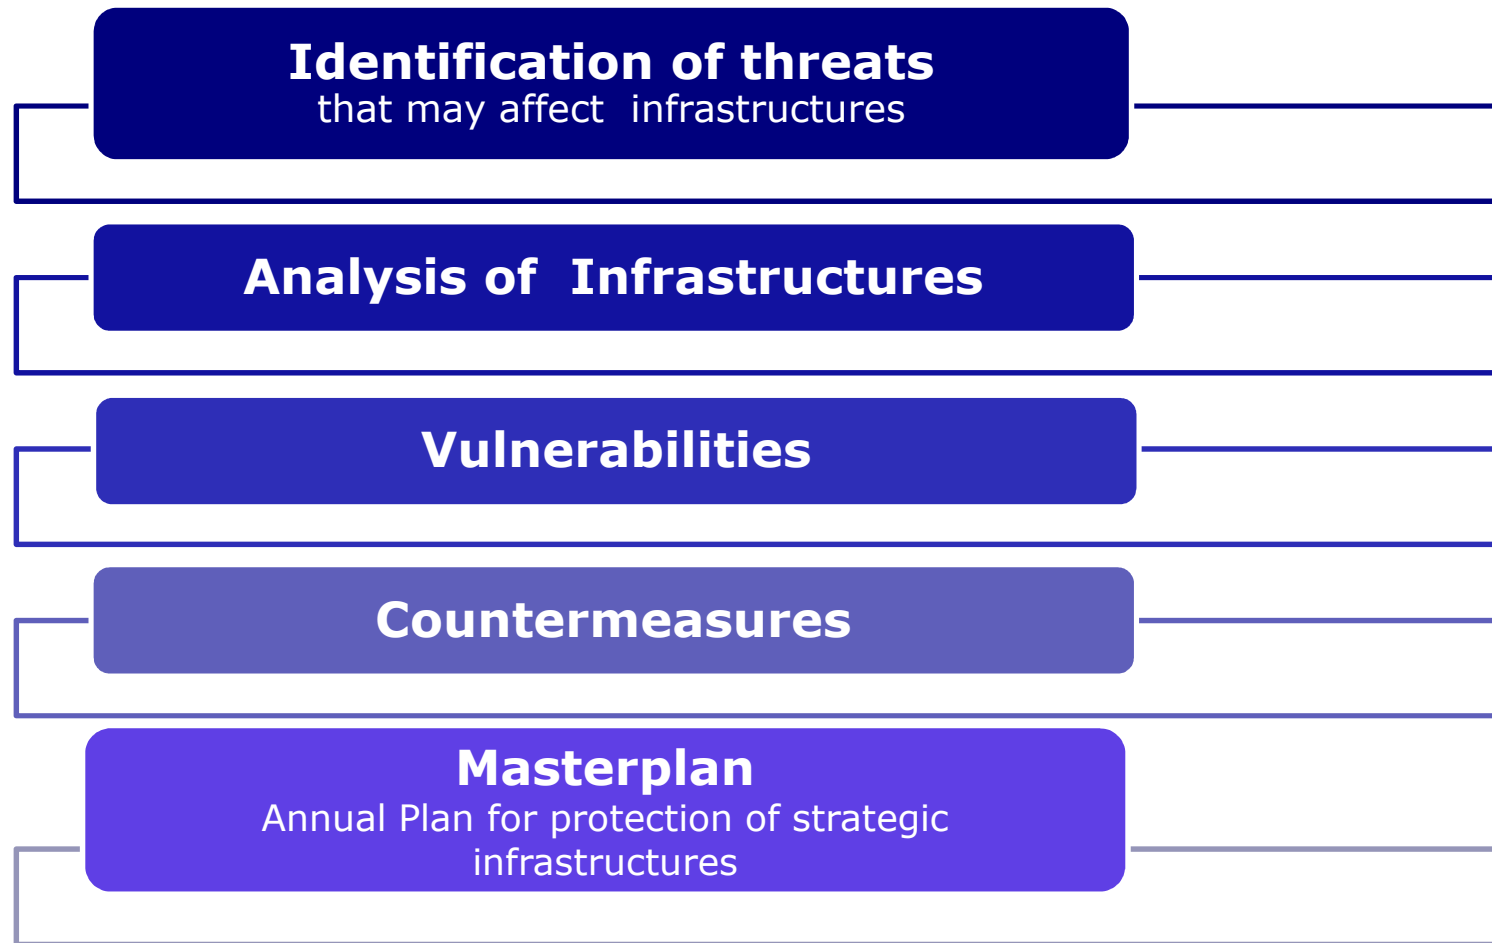 Identification of threats
that may affect  infrastructures
Analysis of  Infrastructures
Vulnerabilities
Countermeasures
Masterplan
Annual Plan for protection of strategic
infrastructures